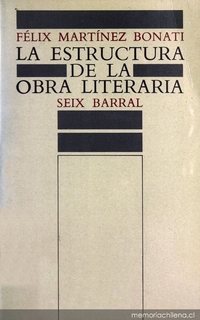 FÉLIX MARTÍNEZ BONATI
LA ESTRUCTURA
DE LA
OBRA LITERARIA
SEIX BARRAL
memoriachilena.cl